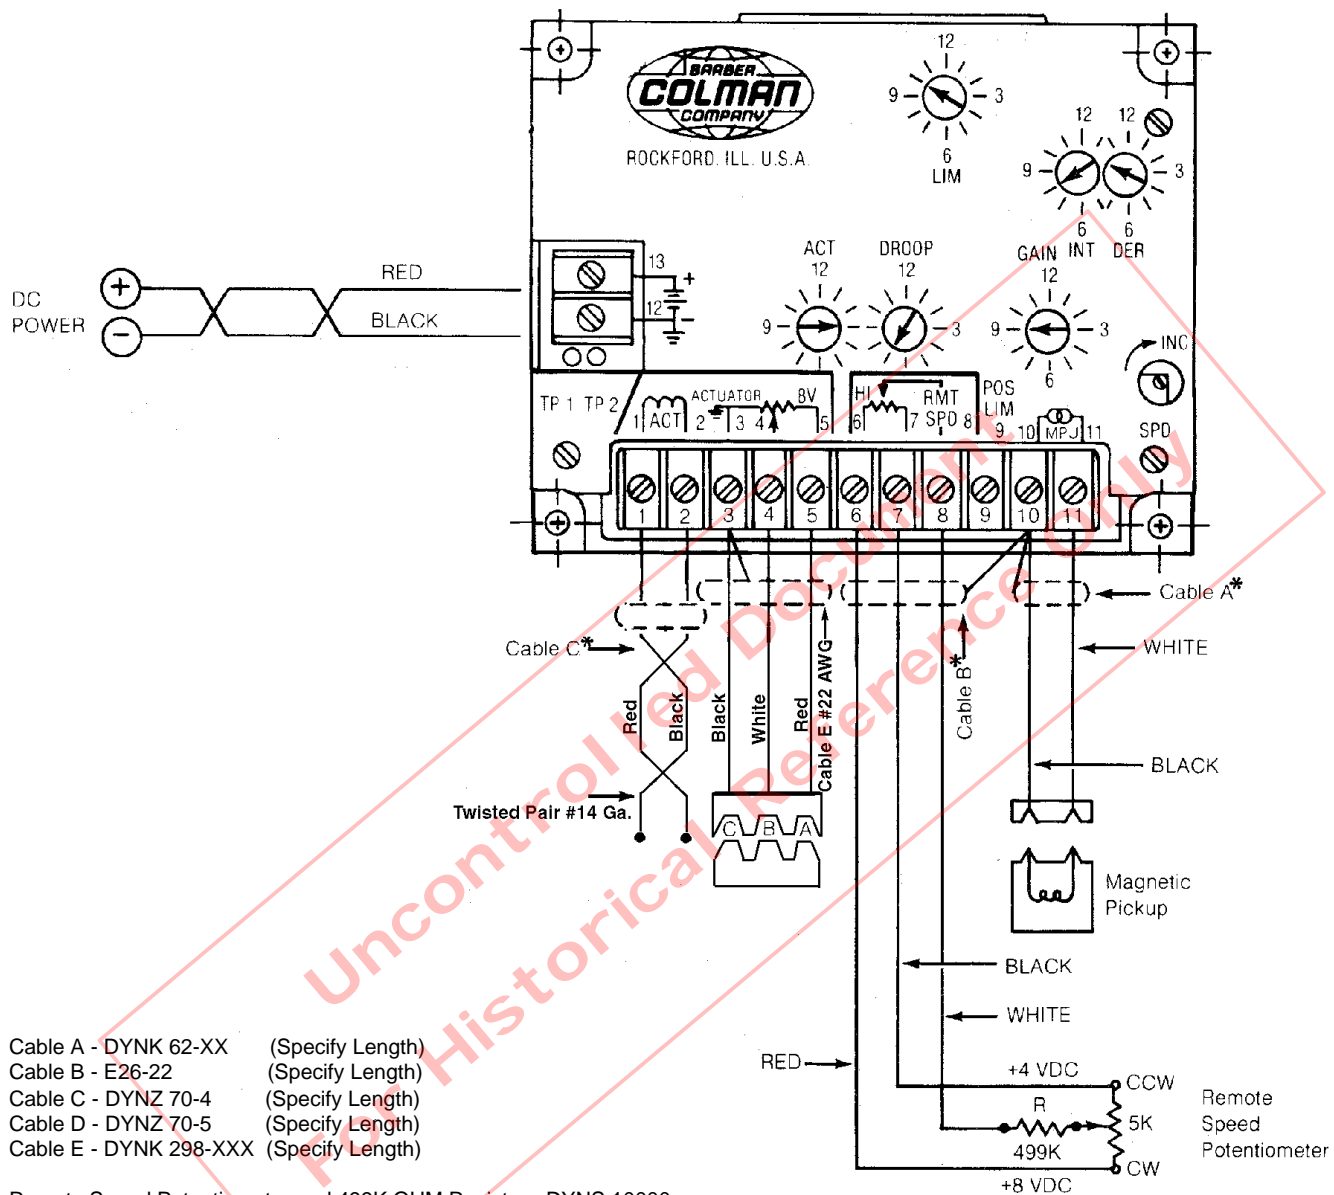 BARBER
COLMAN
COMPANY
ROCKFORD. ILL. U.S.A.
12
9
3
6
LIM
12
12
9
3
6
6
GAIN INT DER
ACT
12
9
DROOP
12
3
12
9
3
6
INC
SPD
DC
POWER
+
−
RED
BLACK
13
+
12
−
TP 1 TP 2
1 ACT 2
ACTUATOR
3 4 8V 5
HI
6 7
RMT
SPD 8
POS
LIM
9
10 MPJ 11
1 2 3 4 5 6 7 8 9 10 11
Cable A*
WHITE
BLACK
Cable C*
Red
Black
Black
White
Red
Cable E #22 AWG
Cable B*
Twisted Pair #14 Ga.
C B A
Magnetic
Pickup
BLACK
WHITE
RED
+4 VDC
CCW
R
5K
499K
CW
+8 VDC
Remote
Speed
Potentiometer
Cable A - DYNK 62-XX (Specify Length)
Cable B - E26-22 (Specify Length)
Cable C - DYNZ 70-4 (Specify Length)
Cable D - DYNZ 70-5 (Specify Length)
Cable E - DYNK 298-XXX (Specify Length)
Uncontrolled Document
For Historical Reference Only